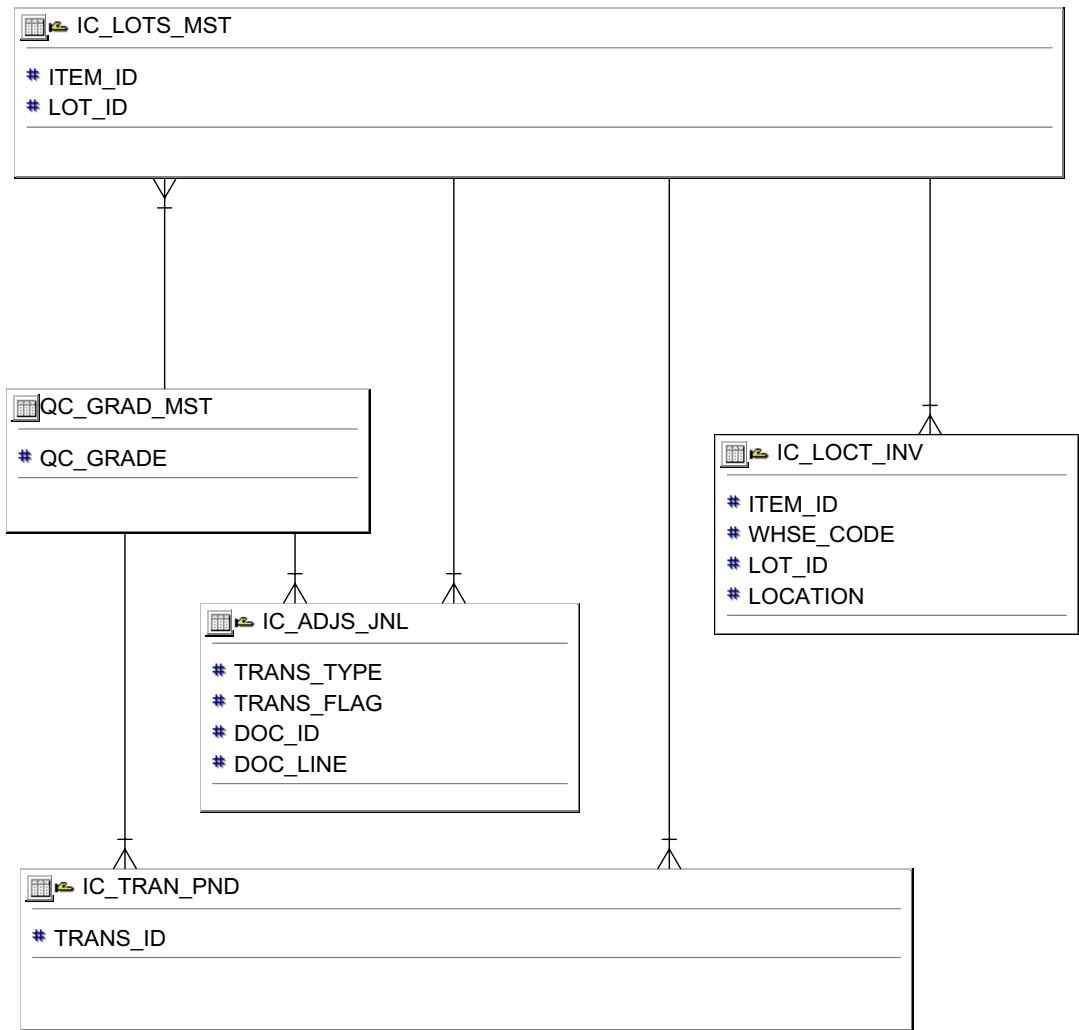 IC_LOTS_MST
# ITEM_ID
# LOT_ID
QC_GRAD_MST
# QC_GRADE
IC_LOCT_INV
# ITEM_ID
# WHSE_CODE
# LOT_ID
# LOCATION
IC_ADJS_JNL
# TRANS_TYPE
# TRANS_FLAG
# DOC_ID
# DOC_LINE
IC_TRAN_PND
# TRANS_ID